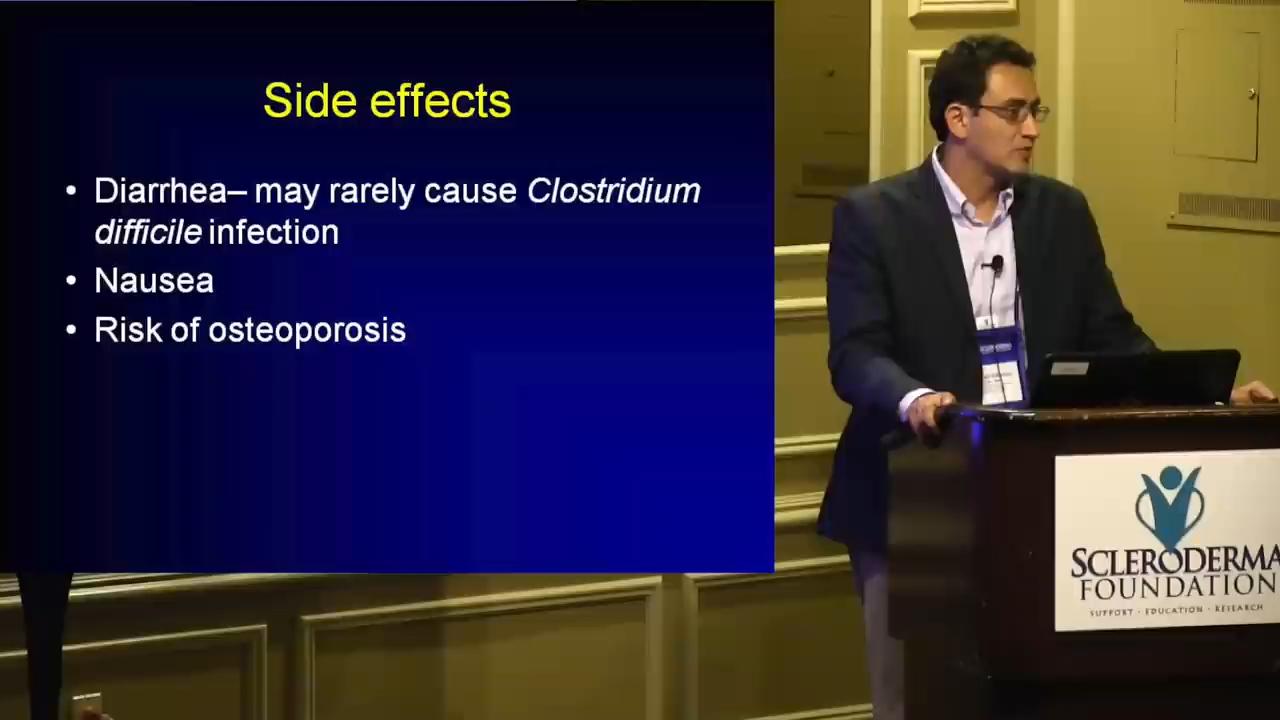 Side effects
• Diarrhea– may rarely cause Clostridium
difficile infection
• Nausea
• Risk of osteoporosis
SCLERODERMA
FOUNDATION
SUPPORT · EDUCATION · RESEARCH